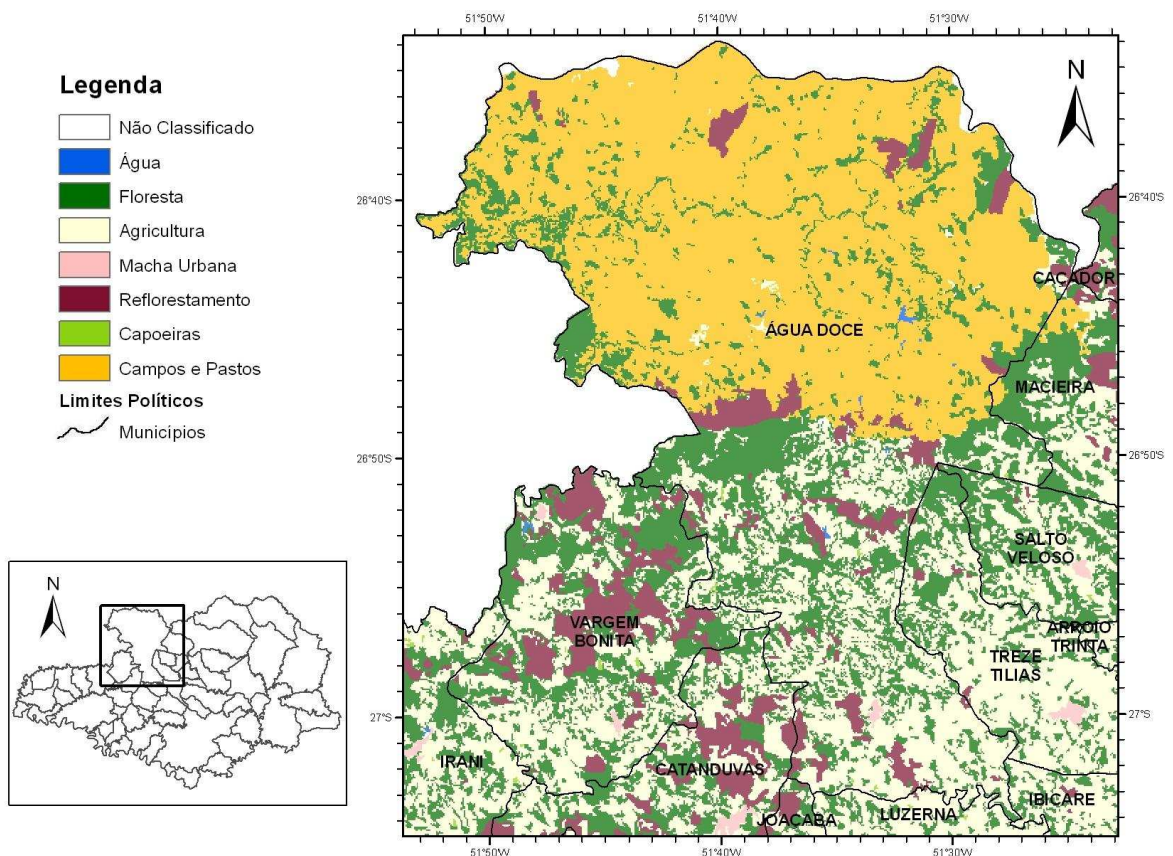 Legenda
Não Classificado
Água
Floresta
Agricultura
Macha Urbana
Reflorestamento
Capoeiras
Campos e Pastos
Limites Políticos
Municípios
N
51°50'W
51°40'W
51°30'W
N
26°40'S
26°40'S
CAÇADOR
ÁGUA DOCE
MACIEIRA
26°50'S
26°50'S
SALTO
VELOSO
VARGEM
BONITA
ARROIO
TRINTA
TREZE
TILIAS
27°S
27°S
IRANI
CATANDUVAS
IBICARE
JOAÇABA
LUZERNA
51°50'W
51°40'W
51°30'W